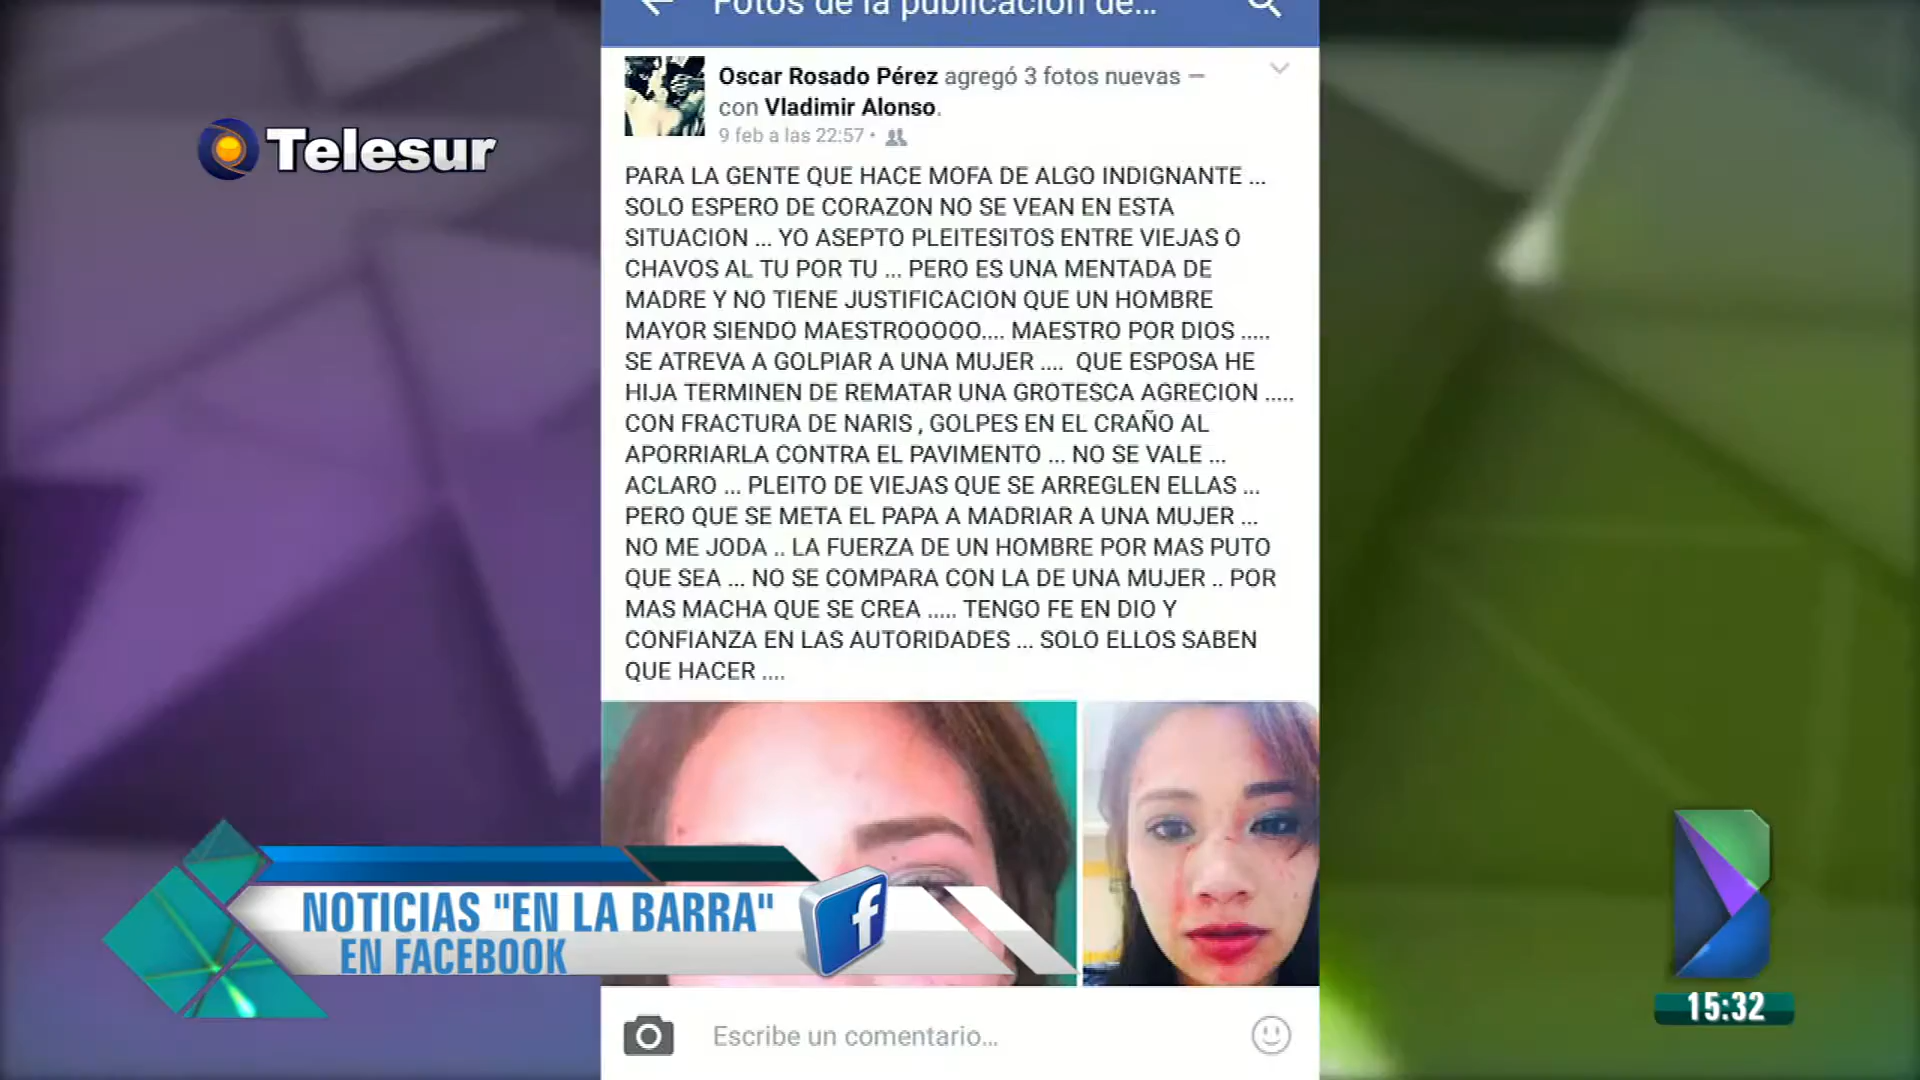 Fotos de la publicación de...
Oscar Rosado Pérez agregó 3 fotos nuevas —
con Vladimir Alonso.
9 feb a las 22:57 •
Telesur
PARA LA GENTE QUE HACE MOFA DE ALGO INDIGNANTE ...
SOLO ESPERO DE CORAZON NO SE VEAN EN ESTA
SITUACION ... YO ASEPTO PLEITESITOS ENTRE VIEJAS O
CHAVOS AL TU POR TU ... PERO ES UNA MENTADA DE
MADRE Y NO TIENE JUSTIFICACION QUE UN HOMBRE
MAYOR SIENDO MAESTROOOOO.... MAESTRO POR DIOS .....
SE ATREVA A GOLPIAR A UNA MUJER .... QUE ESPOSA HE
HIJA TERMINEN DE REMATAR UNA GROTESCA AGRECION .....
CON FRACTURA DE NARIS , GOLPES EN EL CRAÑO AL
APORRIARLA CONTRA EL PAVIMENTO ... NO SE VALE ...
ACLARO ... PLEITO DE VIEJAS QUE SE ARREGLEN ELLAS ...
PERO QUE SE META EL PAPA A MADRIAR A UNA MUJER ...
NO ME JODA .. LA FUERZA DE UN HOMBRE POR MAS PUTO
QUE SEA ... NO SE COMPARA CON LA DE UNA MUJER .. POR
MAS MACHA QUE SE CREA ..... TENGO FE EN DIO Y
CONFIANZA EN LAS AUTORIDADES ... SOLO ELLOS SABEN
QUE HACER ....
NOTICIAS "EN LA BARRA"
EN FACEBOOK
f
15:32
Escribe un comentario...